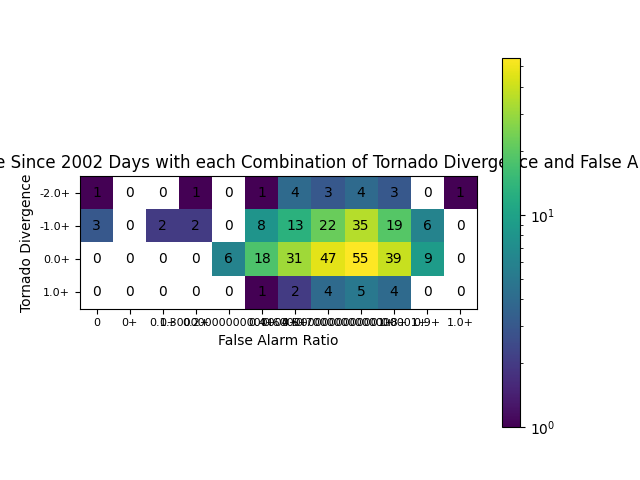 e Since 2002 Days with each Combination of Tornado Divergence and False A
Tornado Divergence
-2.0+ 1 0 0 1 0 1 4 3 4 3 0 1
-1.0+ 3 0 2 2 0 8 13 22 35 19 6 0
0.0+ 0 0 0 0 6 18 31 47 55 39 9 0
1.0+ 0 0 0 0 0 1 2 4 5 4 0 0
0 0+ 0.1+ 0.2+ 0.9+ 1.0+
False Alarm Ratio
10¹
10⁰